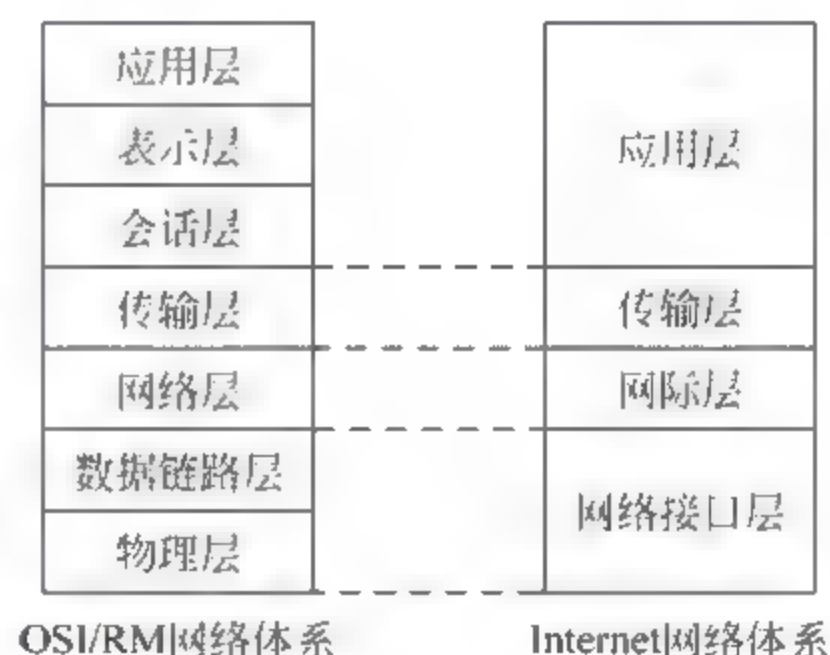 应用层
表示层
会话层
传输层
网络层
数据链路层
物理层
OSI/RM网络体系
应用层
传输层
网际层
网络接口层
Internet网络体系